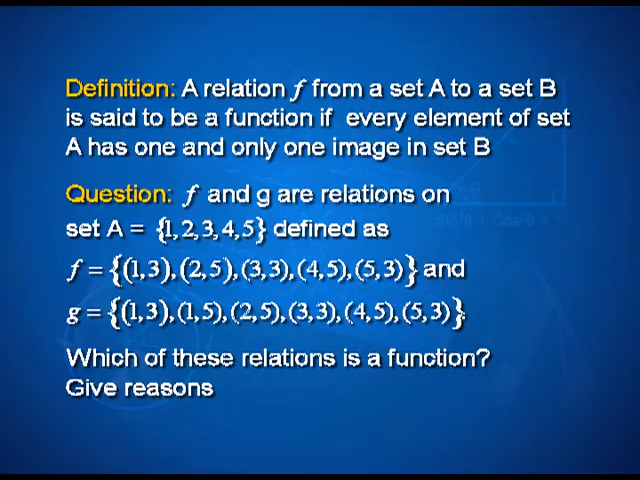 Definition: A relation f from a set A to a set B
is said to be a function if every element of set
A has one and only one image in set B
Question: f and g are relations on
set A = {1, 2, 3, 4, 5} defined as
f = {(1, 3), (2, 5), (3, 3), (4, 5), (5, 3)} and
g = {(1, 3), (1, 5), (2, 5), (3, 3), (4, 5), (5, 3)}.
Which of these relations is a function?
Give reasons